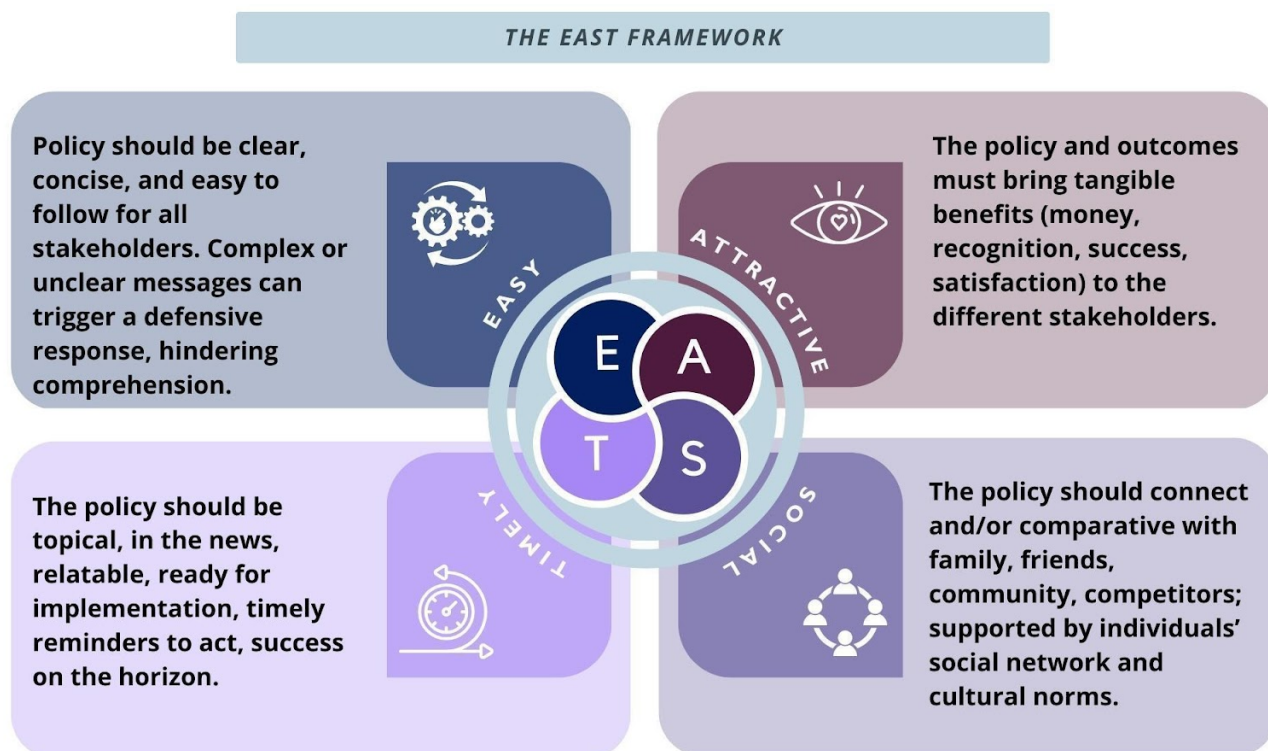 THE EAST FRAMEWORK
Policy should be clear,
concise, and easy to
follow for all
stakeholders. Complex or
unclear messages can
trigger a defensive
response, hindering
comprehension.
EASY
ATTRACTIVE
The policy and outcomes
must bring tangible
benefits (money,
recognition, success,
satisfaction) to the
different stakeholders.
E A
T S
The policy should be
topical, in the news,
relatable, ready for
implementation, timely
reminders to act, success
on the horizon.
TIMELY
SOCIAL
The policy should connect
and/or comparative with
family, friends,
community, competitors;
supported by individuals’
social network and
cultural norms.